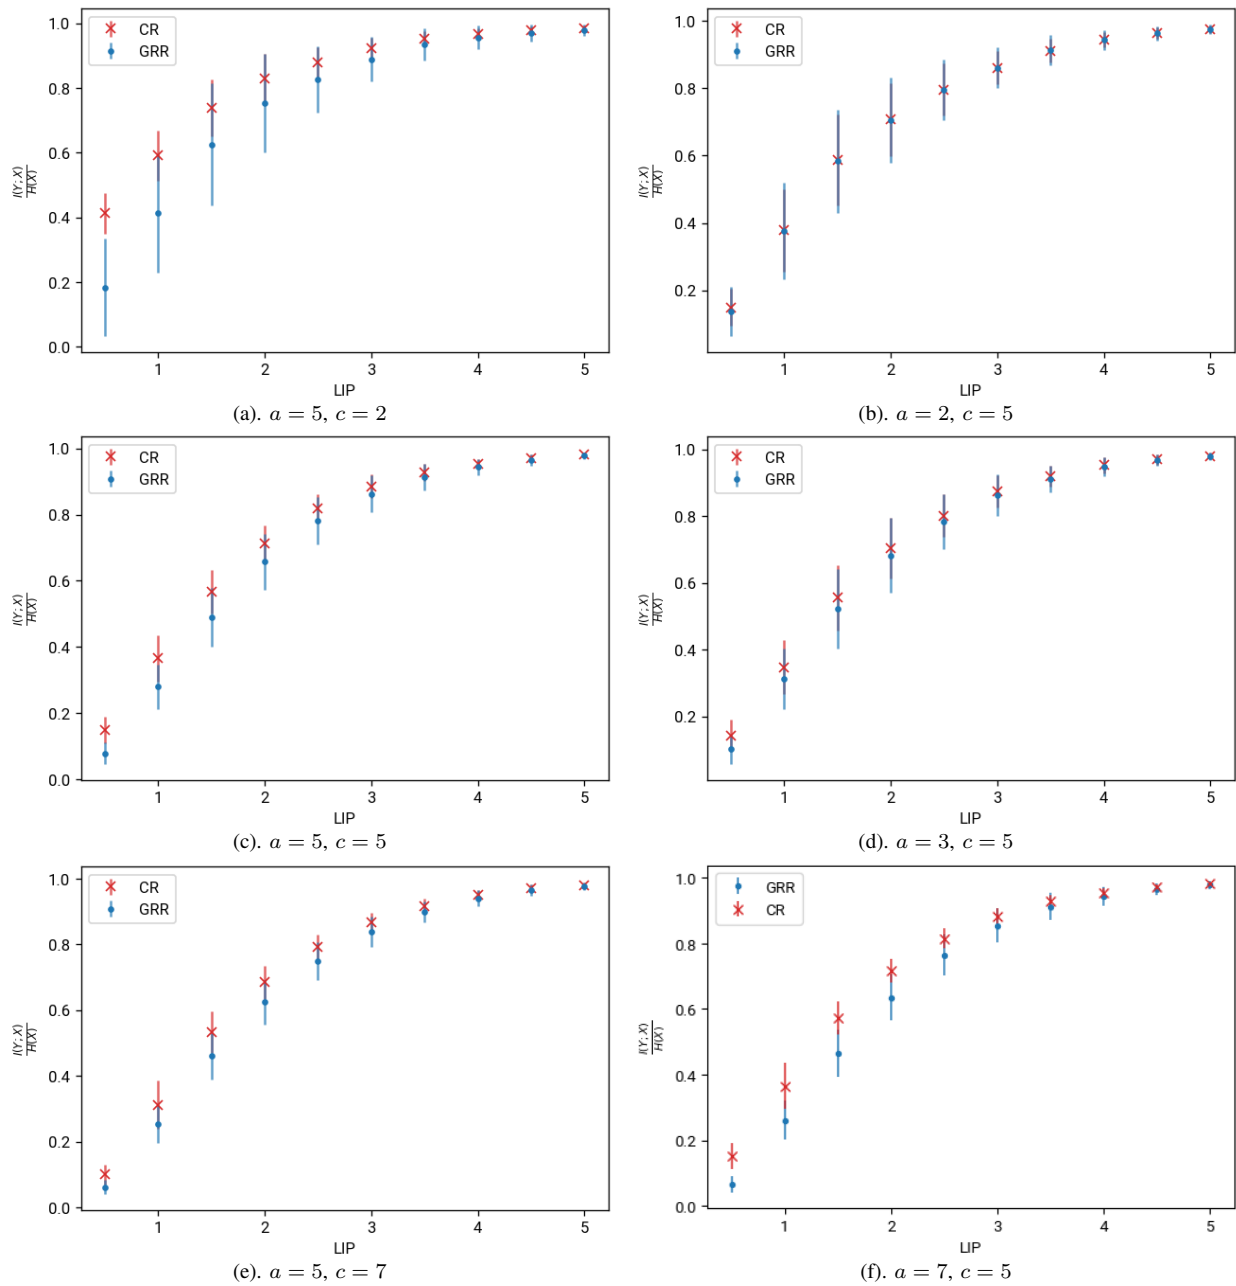 1.0
0.8
0.6
0.4
0.2
0.0
CR
GRR
I(Y; X)
H(X)
1 2 3 4 5
LIP
(a). a = 5, c = 2
1.0
0.8
0.6
0.4
0.2
CR
GRR
I(Y; X)
H(X)
1 2 3 4 5
LIP
(b). a = 2, c = 5
1.0
0.8
0.6
0.4
0.2
0.0
CR
GRR
I(Y; X)
H(X)
1 2 3 4 5
LIP
(c). a = 5, c = 5
1.0
0.8
0.6
0.4
0.2
CR
GRR
I(Y; X)
H(X)
1 2 3 4 5
LIP
(d). a = 3, c = 5
1.0
0.8
0.6
0.4
0.2
0.0
CR
GRR
I(Y; X)
H(X)
1 2 3 4 5
LIP
(e). a = 5, c = 7
1.0
0.8
0.6
0.4
0.2
0.0
GRR
CR
I(Y; X)
H(X)
1 2 3 4 5
LIP
(f). a = 7, c = 5